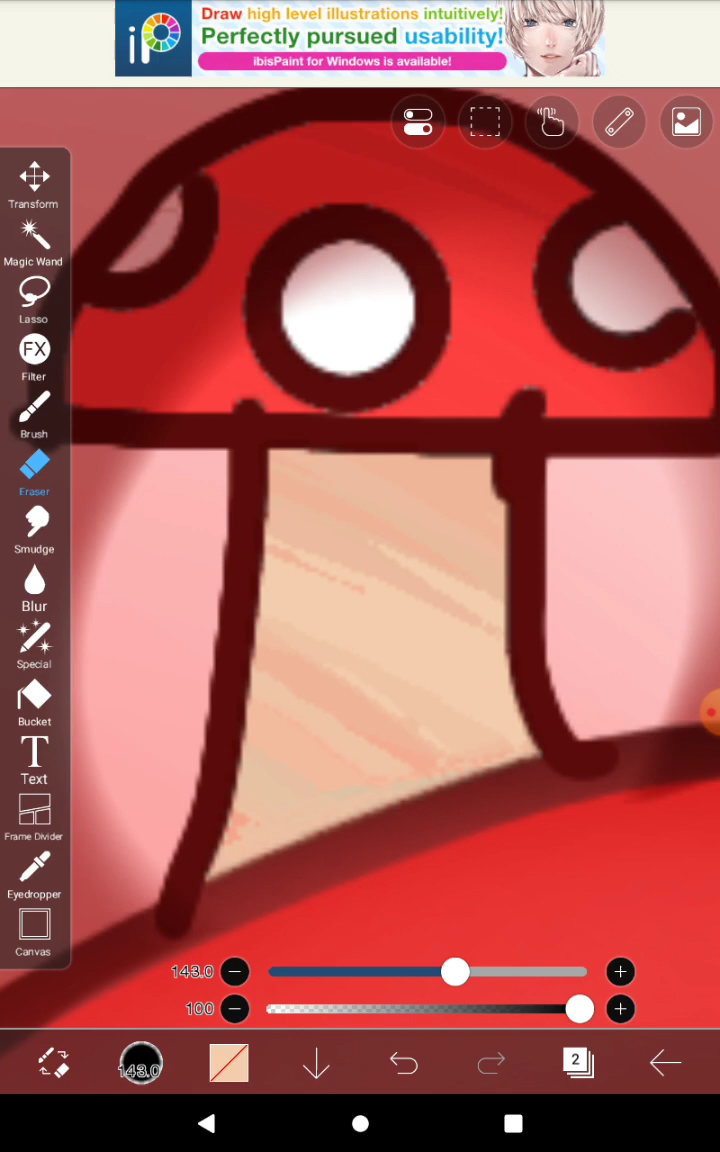 Draw high level illustrations intuitively!
Perfectly pursued usability!
ibisPaint for Windows is available!
iP
Transform
Magic Wand
Lasso
FX
Filter
Brush
Eraser
Smudge
Blur
Special
Bucket
T
Text
Frame Divider
Eyedropper
Canvas
143.0
100
143.0
2